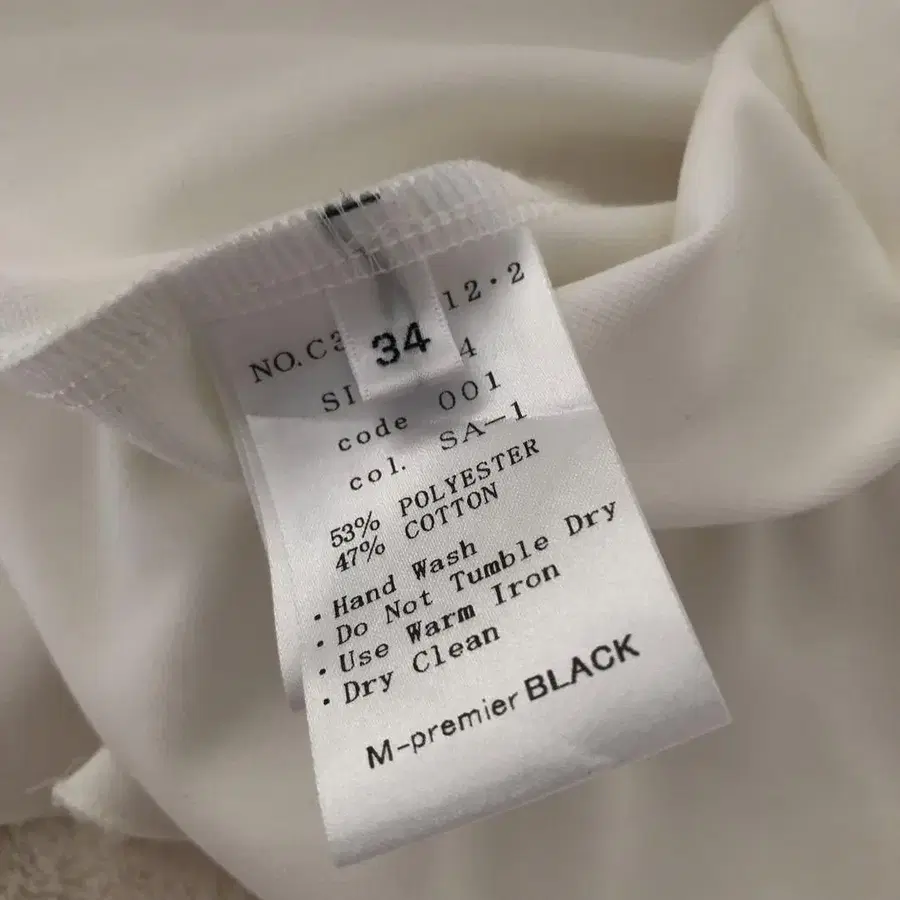 NO.C3 12·2
34
SI 4
code 001
col. SA-1
53% POLYESTER
47% COTTON
· Hand Wash
· Do Not Tumble Dry
· Use Warm Iron
· Dry Clean
M-premier BLACK